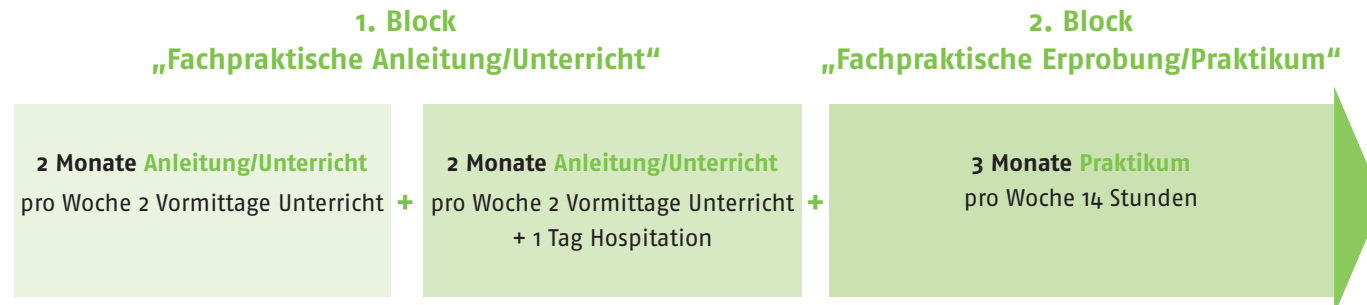 1. Block
„Fachpraktische Anleitung/Unterricht“
2. Block
„Fachpraktische Erprobung/Praktikum“
2 Monate Anleitung/Unterricht
pro Woche 2 Vormittage Unterricht
+
2 Monate Anleitung/Unterricht
pro Woche 2 Vormittage Unterricht
+ 1 Tag Hospitation
+
3 Monate Praktikum
pro Woche 14 Stunden